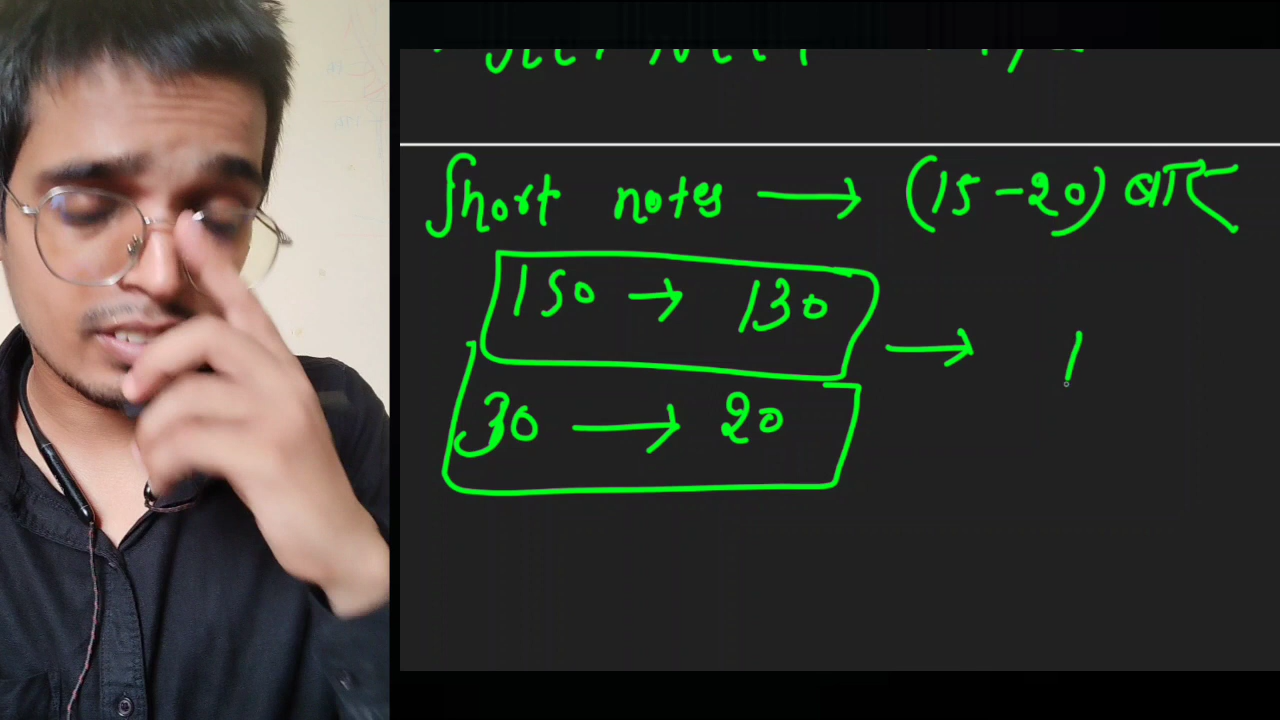 Short notes → (15-20) बार
150 → 130
→ 1
30 → 20